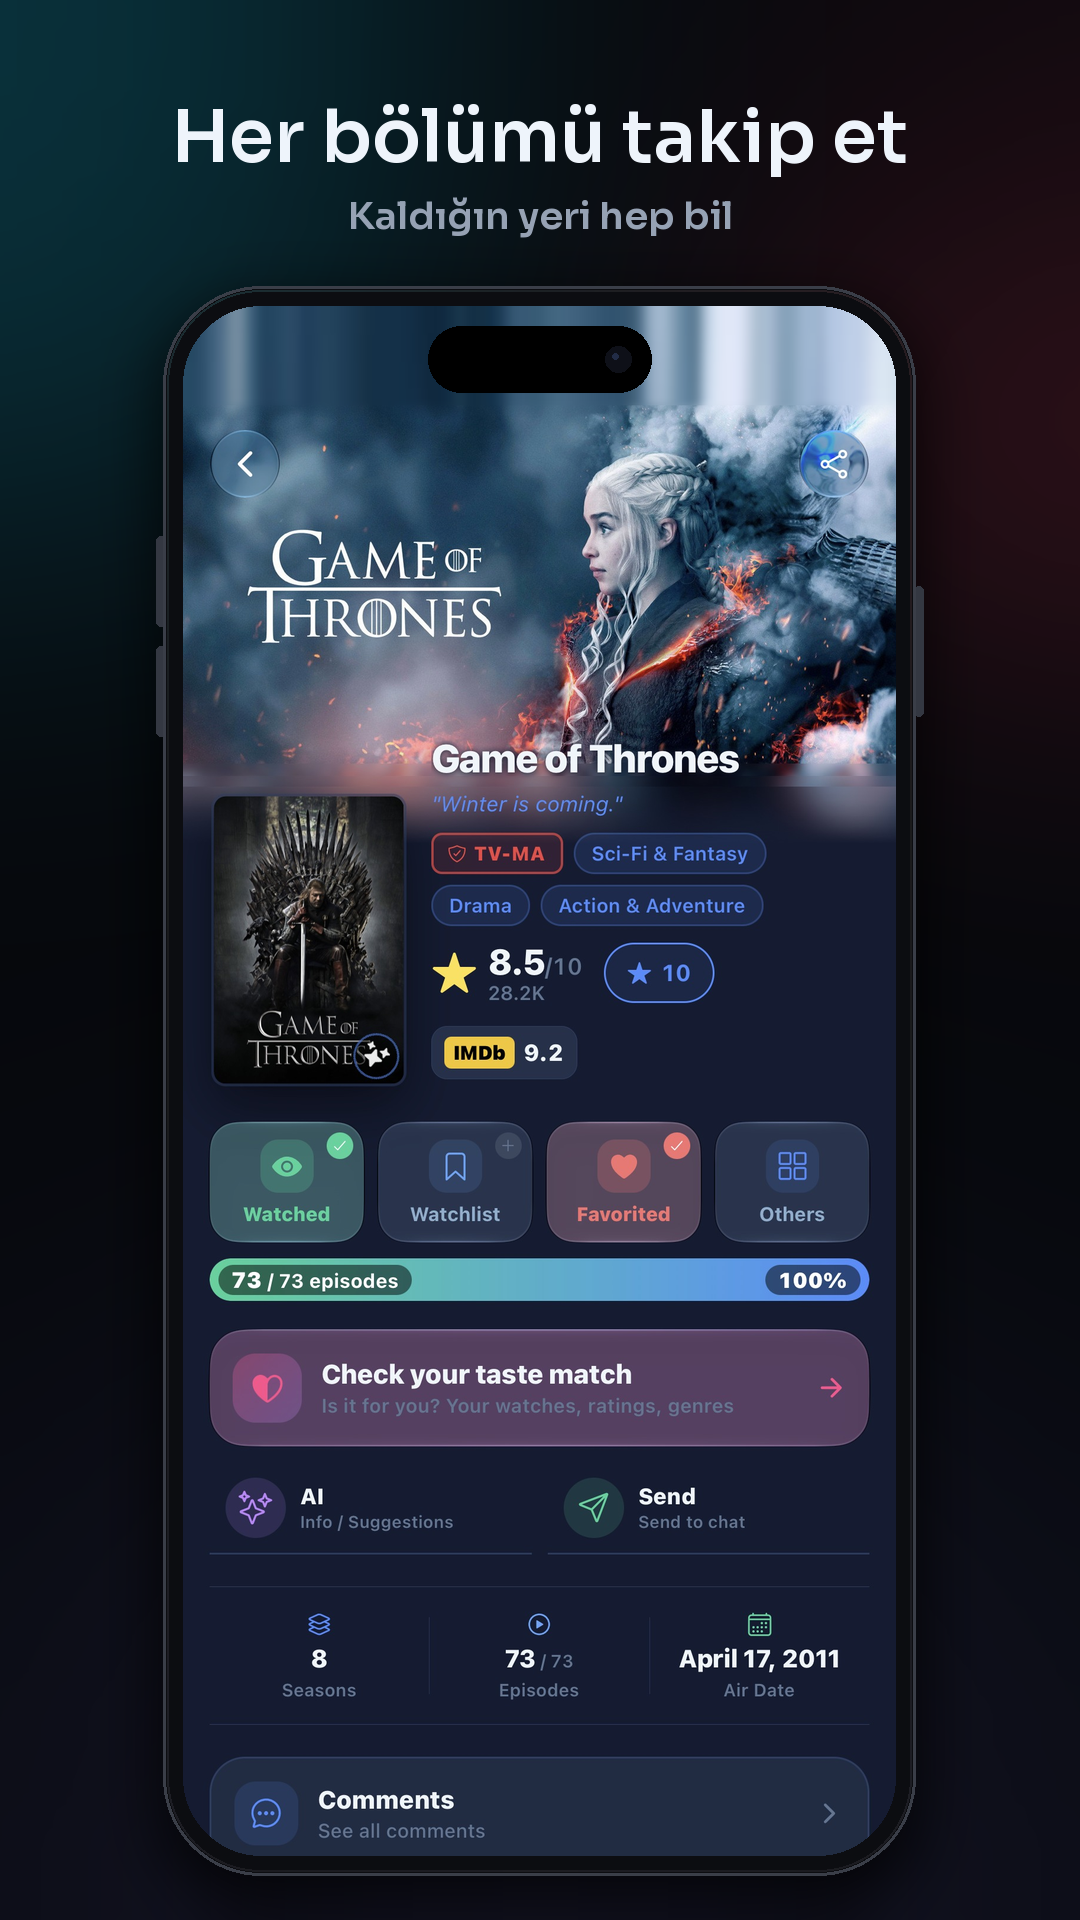 Her bölümü takip et
Kaldığın yeri hep bil
GAME OF
THRONES
Game of Thrones
"Winter is coming."
TV-MA
Sci-Fi & Fantasy
Drama
Action & Adventure
8.5/10
28.2K
10
GAME OF
THRONES
IMDb 9.2
Watched
Watchlist
Favorited
Others
73 / 73 episodes
100%
Check your taste match
Is it for you? Your watches, ratings, genres
AI
Info / Suggestions
Send
Send to chat
8
Seasons
73 / 73
Episodes
April 17, 2011
Air Date
Comments
See all comments